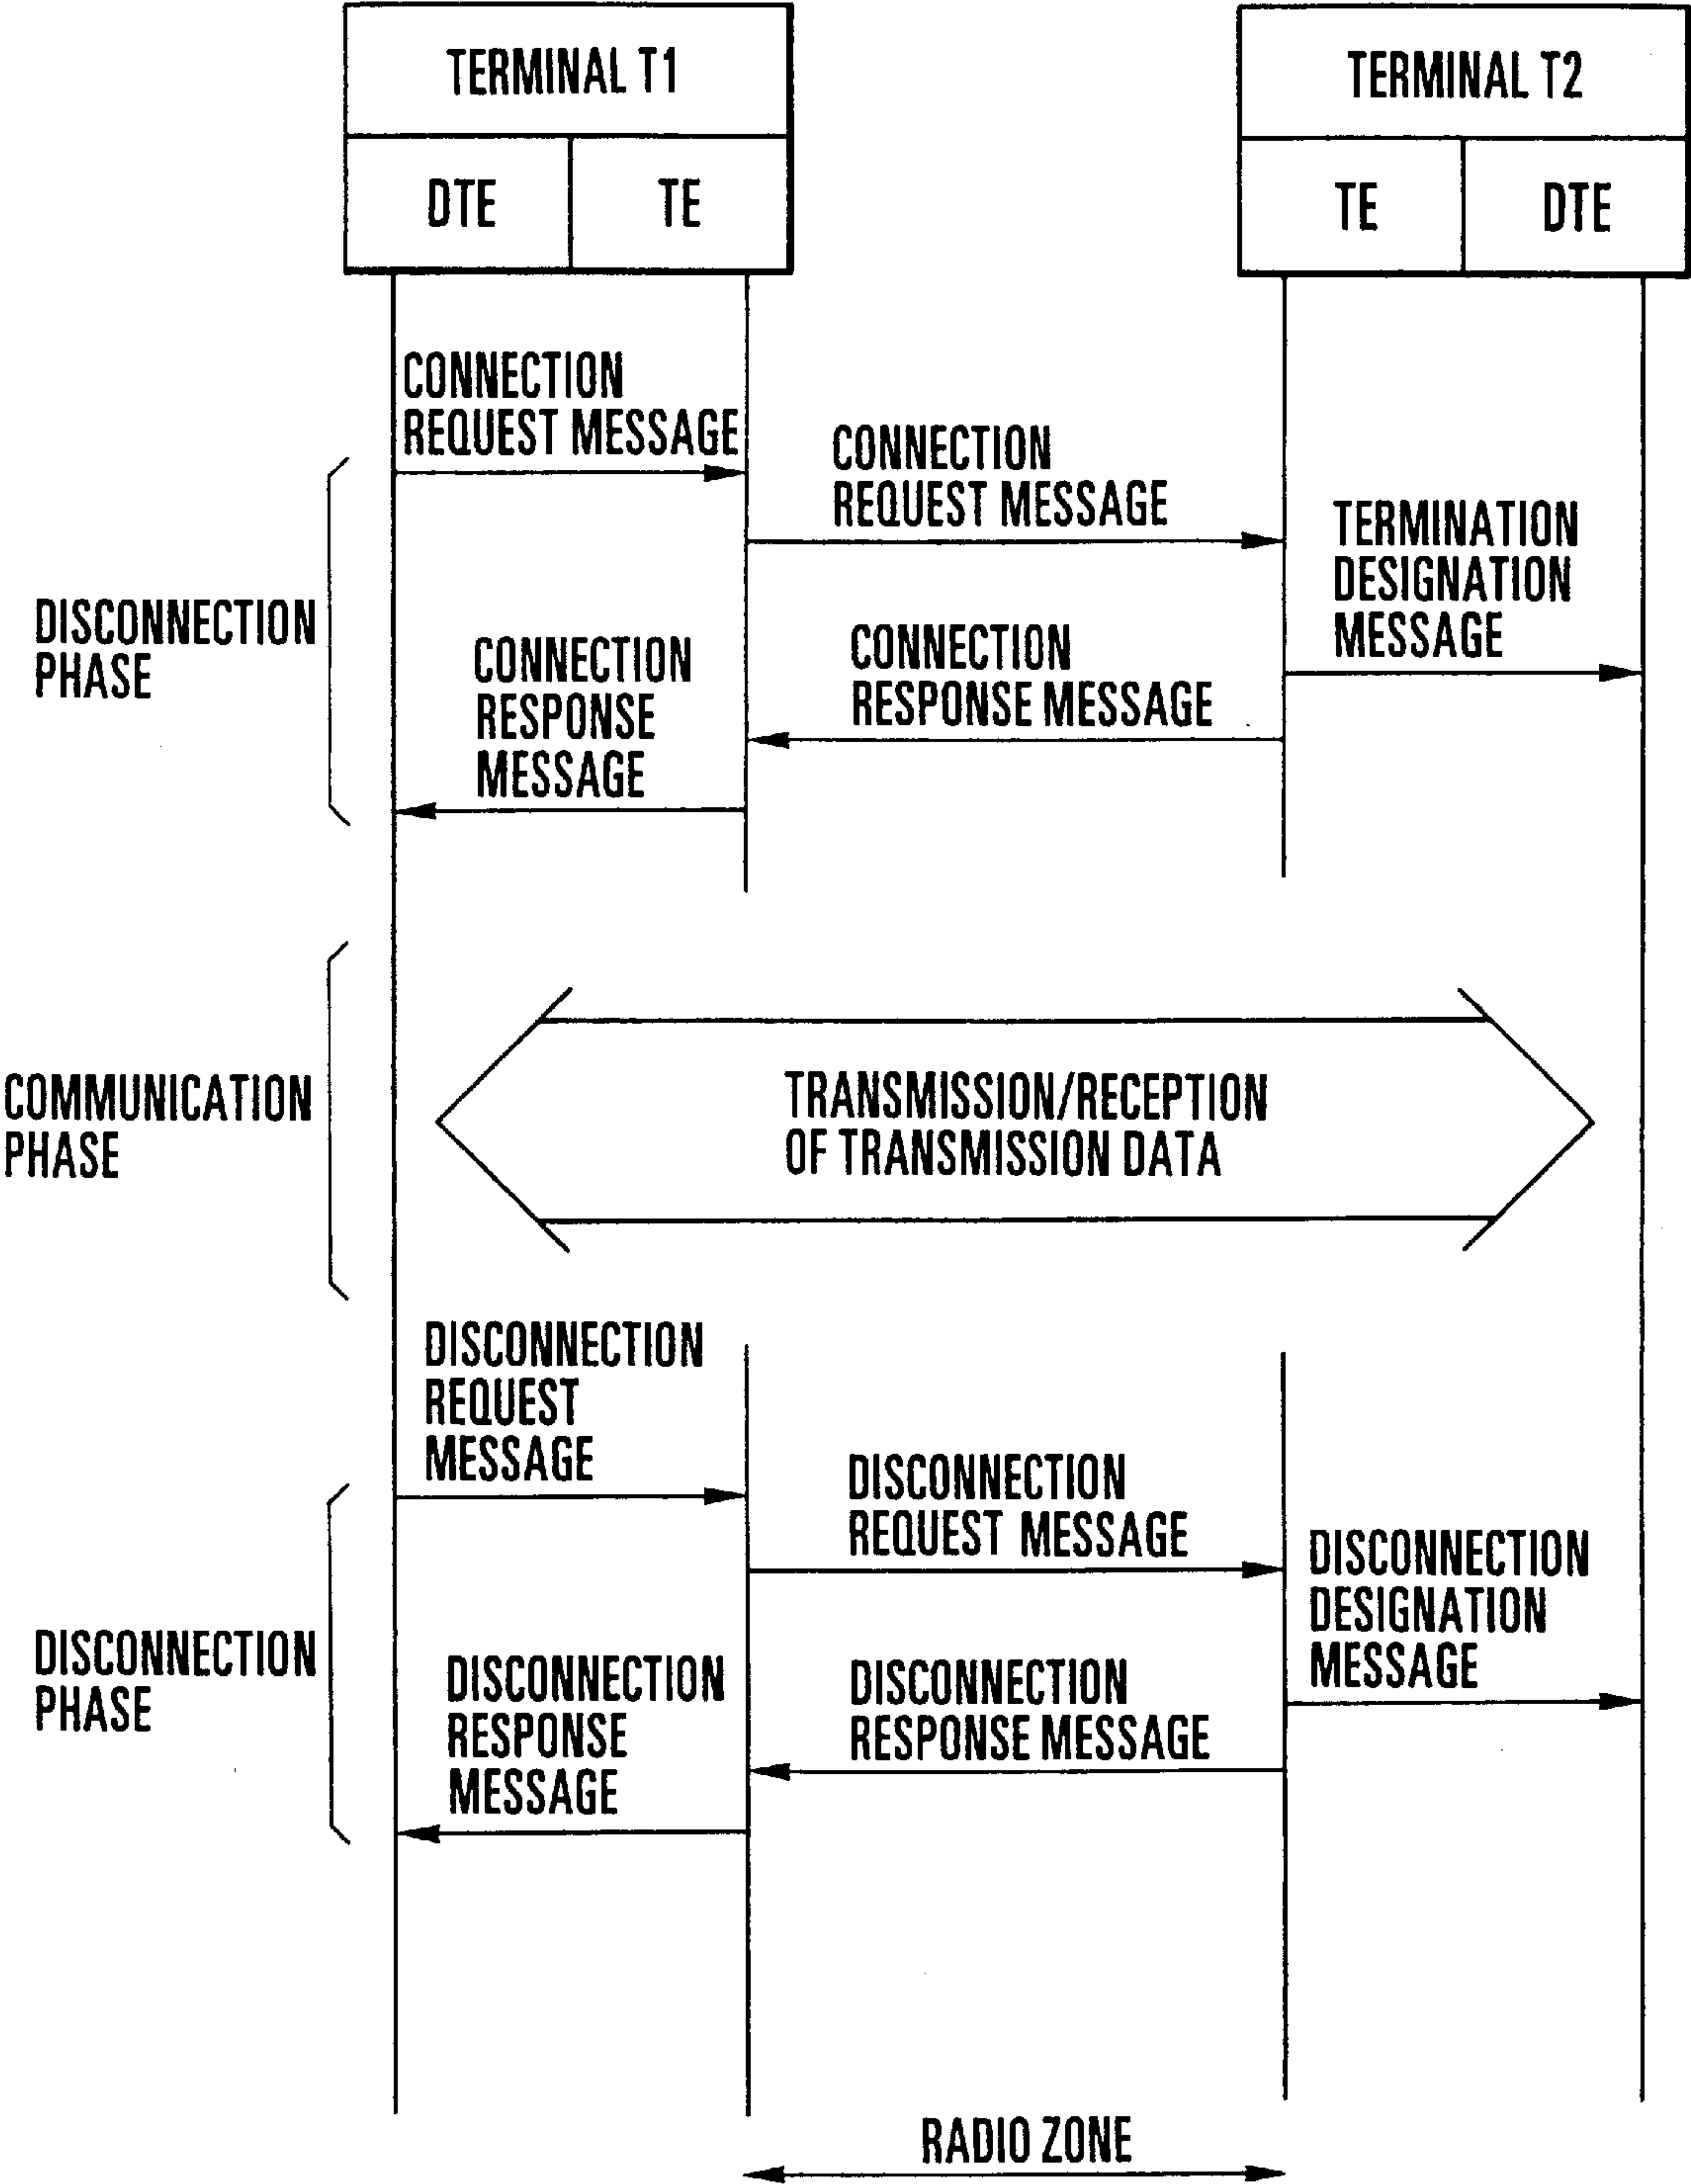 TERMINAL T1
TERMINAL T2
DTE
TE
TE
DTE
CONNECTION
REQUEST MESSAGE
CONNECTION
REQUEST MESSAGE
TERMINATION
DESIGNATION
MESSAGE
DISCONNECTION
PHASE
CONNECTION
RESPONSE
MESSAGE
CONNECTION
RESPONSE MESSAGE
COMMUNICATION
PHASE
TRANSMISSION/RECEPTION
OF TRANSMISSION DATA
DISCONNECTION
REQUEST
MESSAGE
DISCONNECTION
REQUEST MESSAGE
DISCONNECTION
DESIGNATION
MESSAGE
DISCONNECTION
PHASE
DISCONNECTION
RESPONSE
MESSAGE
DISCONNECTION
RESPONSE MESSAGE
RADIO ZONE